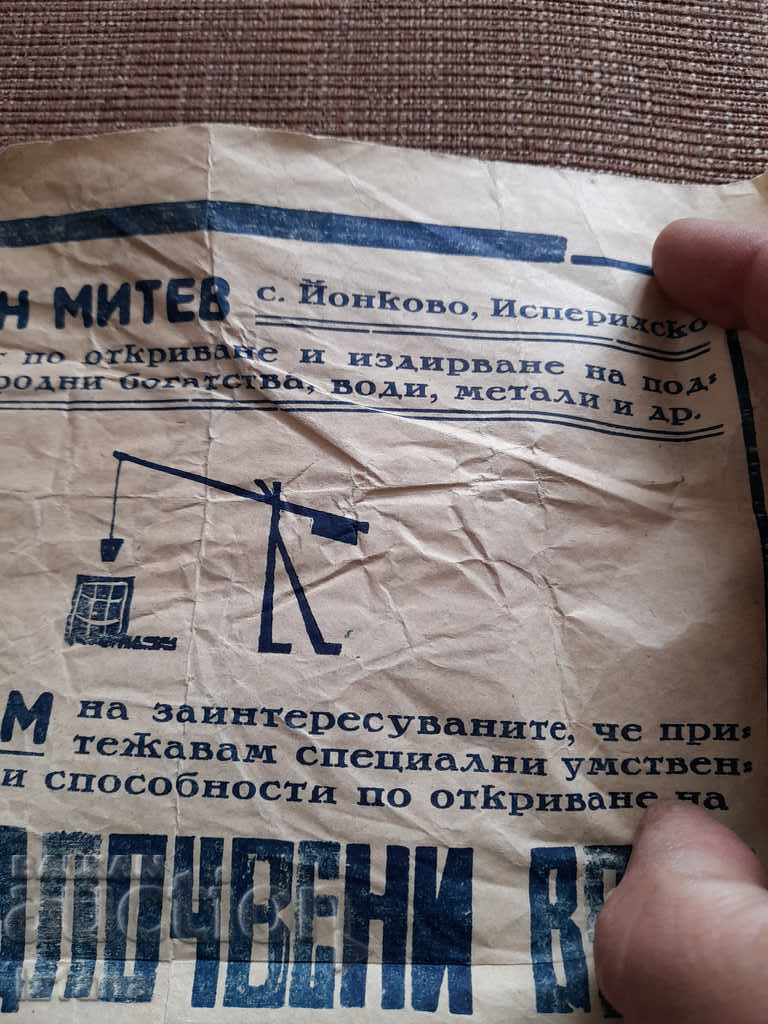 Н МИТЕВ с. Йонково, Исперихско
по откриване и издирване на под-
родни богатства, води, метали и др.
М на заинтересуваните, че при-
тежавам специални умствен-
и способности по откриване на
ДПОЧВЕНИ В